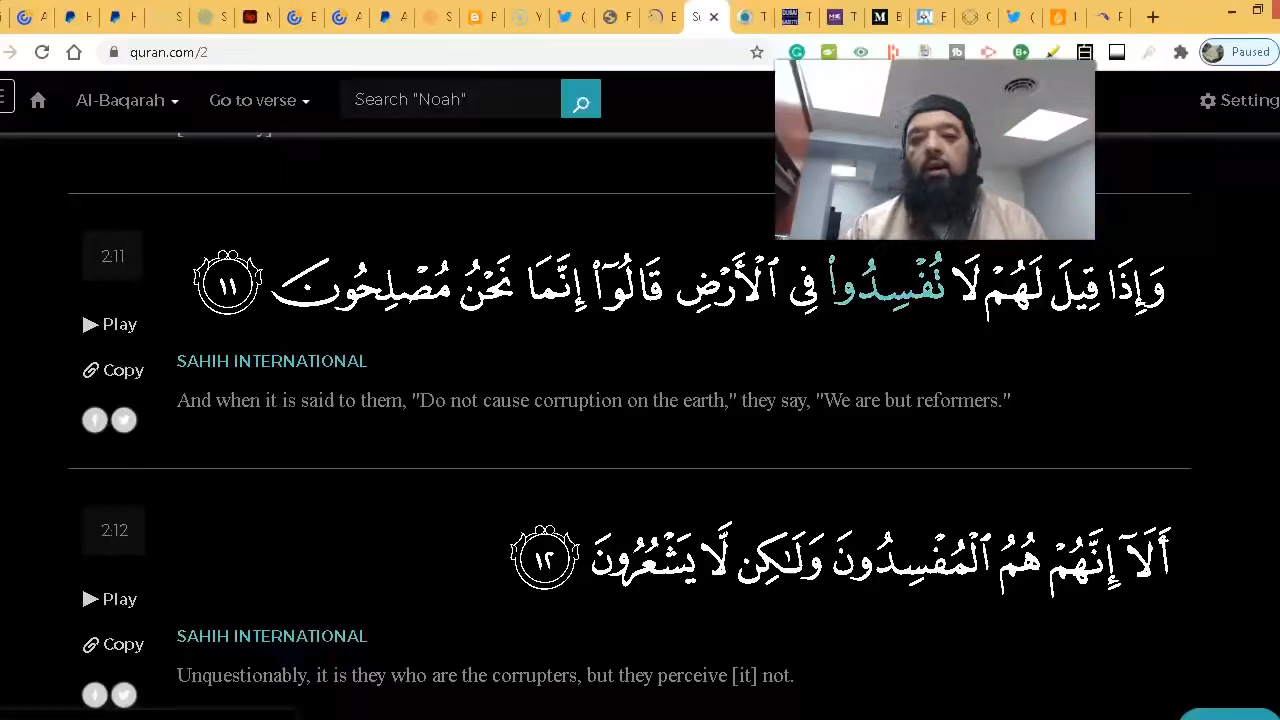 quran.com/2
Paused
Al-Baqarah
Go to verse
Search "Noah"
Setting
2:11
وَإِذَا قِيلَ لَهُمْ لَا تُفْسِدُوا۟ فِى ٱلْأَرْضِ قَالُوٓا۟ إِنَّمَا نَحْنُ مُصْلِحُونَ ١١
Play
SAHIH INTERNATIONAL
Copy
And when it is said to them, "Do not cause corruption on the earth," they say, "We are but reformers."
2:12
أَلَآ إِنَّهُمْ هُمُ ٱلْمُفْسِدُونَ وَلَـٰكِن لَّا يَشْعُرُونَ ١٢
Play
SAHIH INTERNATIONAL
Copy
Unquestionably, it is they who are the corrupters, but they perceive [it] not.